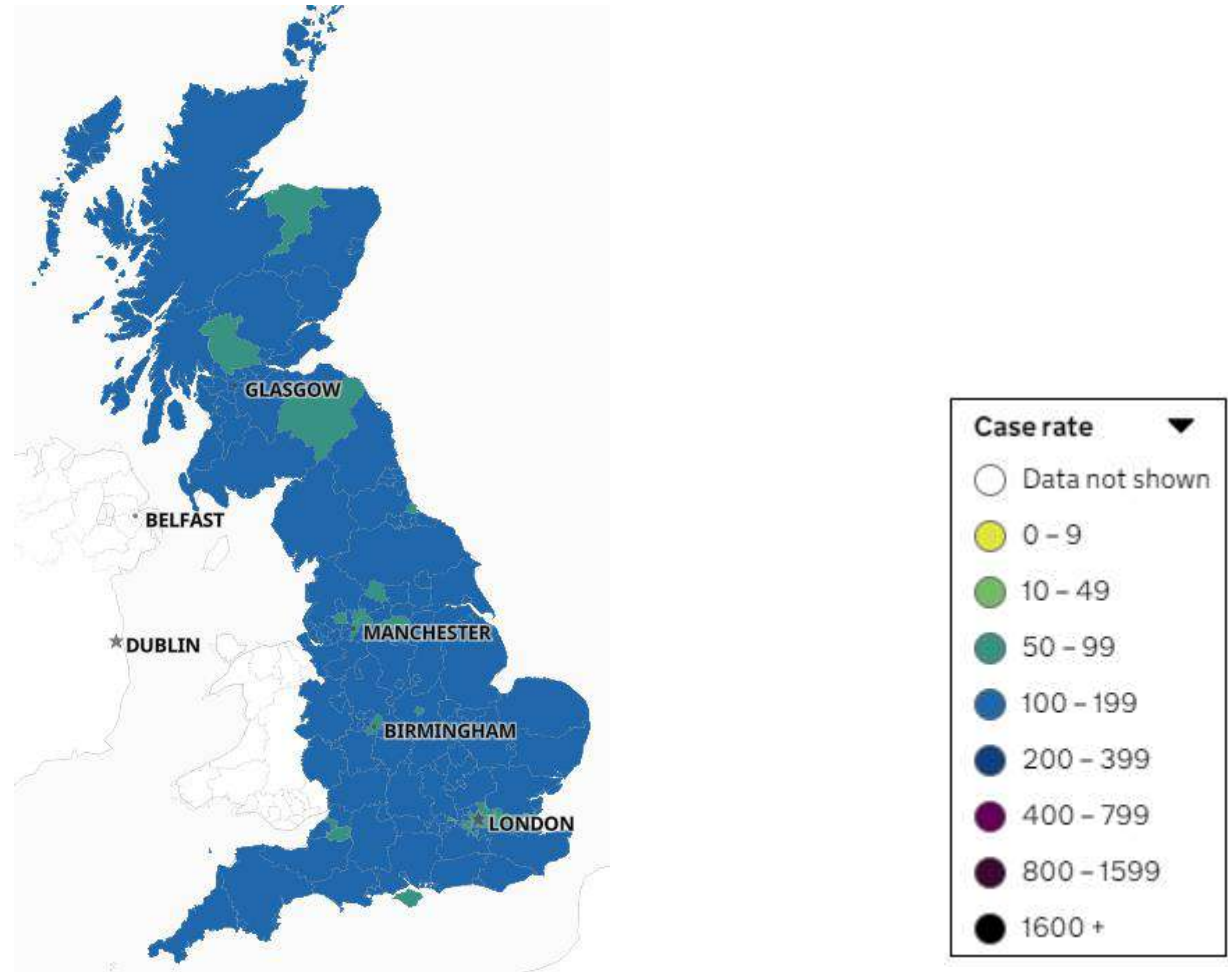 GLASGOW
BELFAST
DUBLIN
MANCHESTER
BIRMINGHAM
LONDON
Case rate
Data not shown
0 – 9
10 – 49
50 – 99
100 – 199
200 – 399
400 – 799
800 – 1599
1600 +